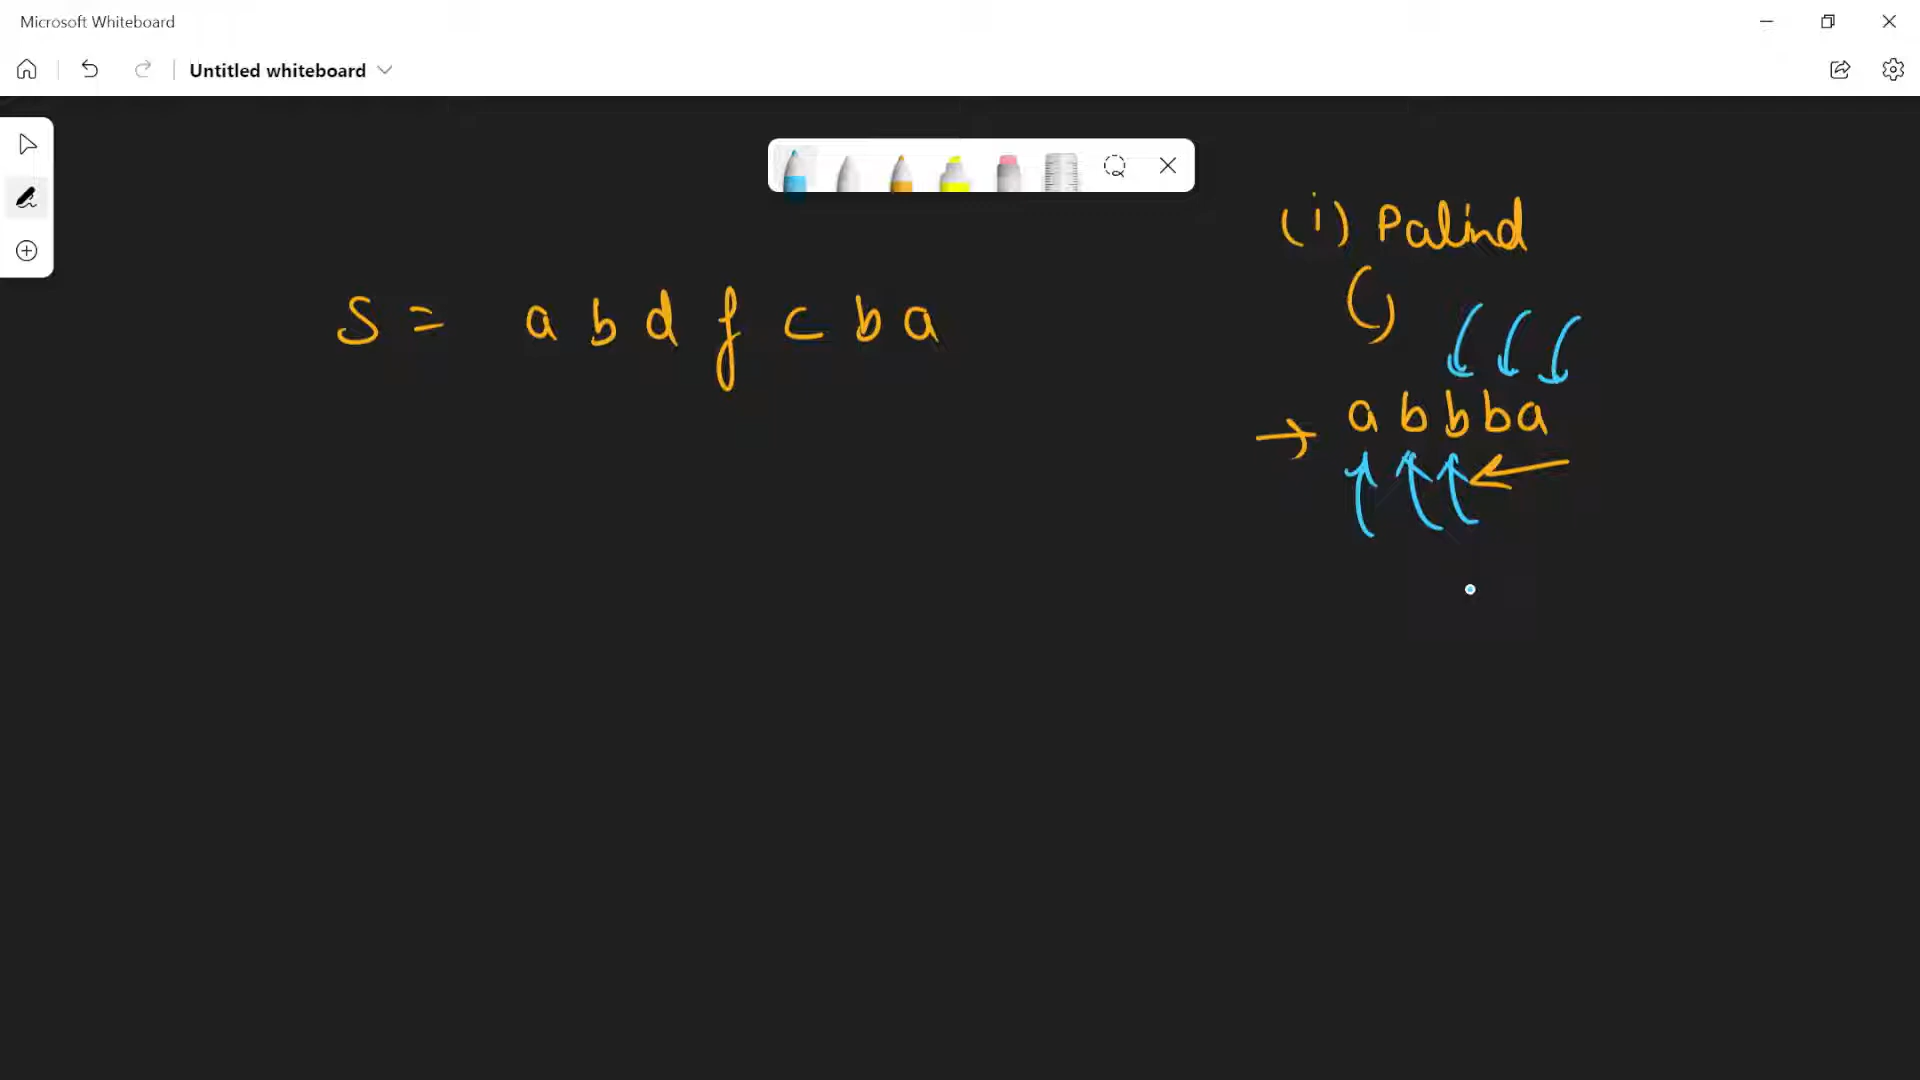 Microsoft Whiteboard
Untitled whiteboard
(i) Palind
S = a b d f c b a
()
→ a b b b a